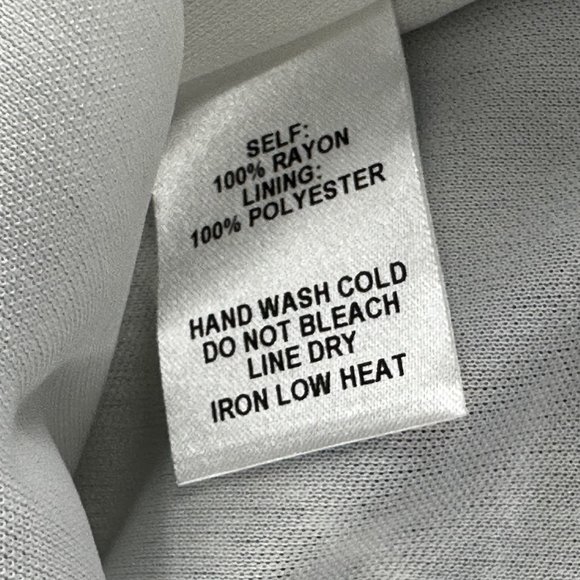 SELF:
100% RAYON
LINING:
100% POLYESTER
HAND WASH COLD
DO NOT BLEACH
LINE DRY
IRON LOW HEAT